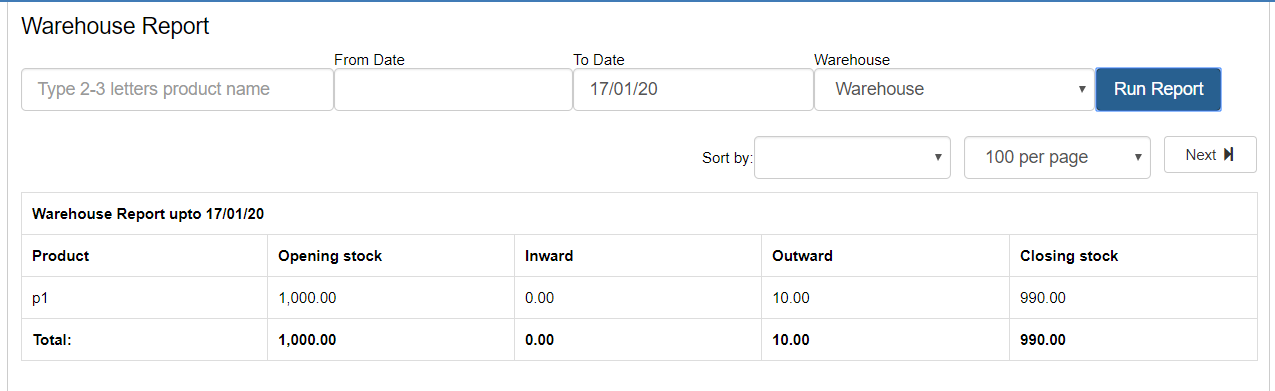 Warehouse Report
From Date To Date Warehouse
Type 2-3 letters product name 17/01/20 Warehouse Run Report
Sort by: 100 per page Next
Warehouse Report upto 17/01/20
Product Opening stock Inward Outward Closing stock
p1 1,000.00 0.00 10.00 990.00
Total: 1,000.00 0.00 10.00 990.00